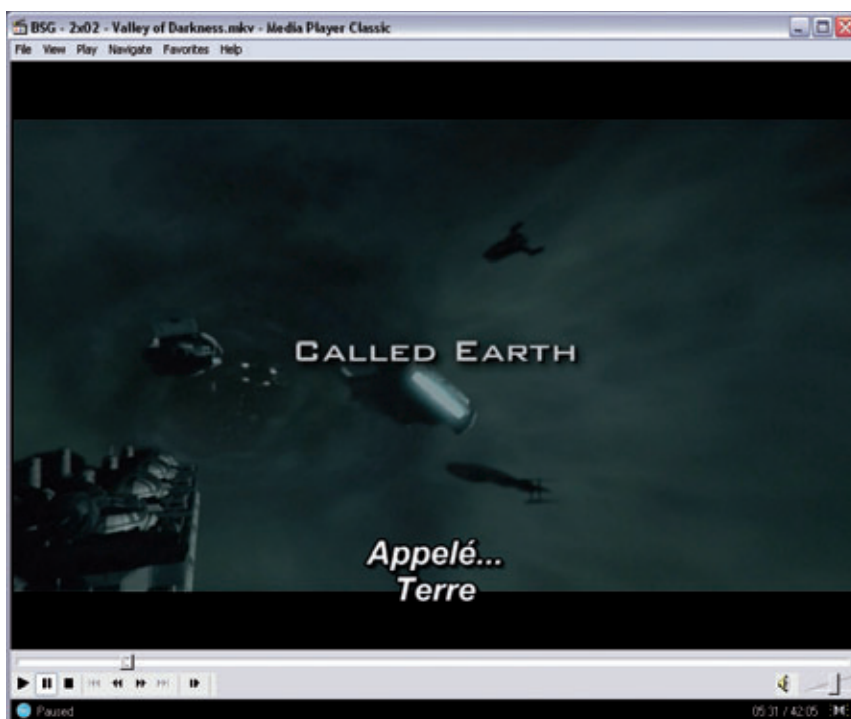 BSG - 2x02 - Valley of Darkness.mkv - Media Player Classic
File View Play Navigate Favorites Help
CALLED EARTH
Appelé...
Terre
Paused 05:31 / 42:05